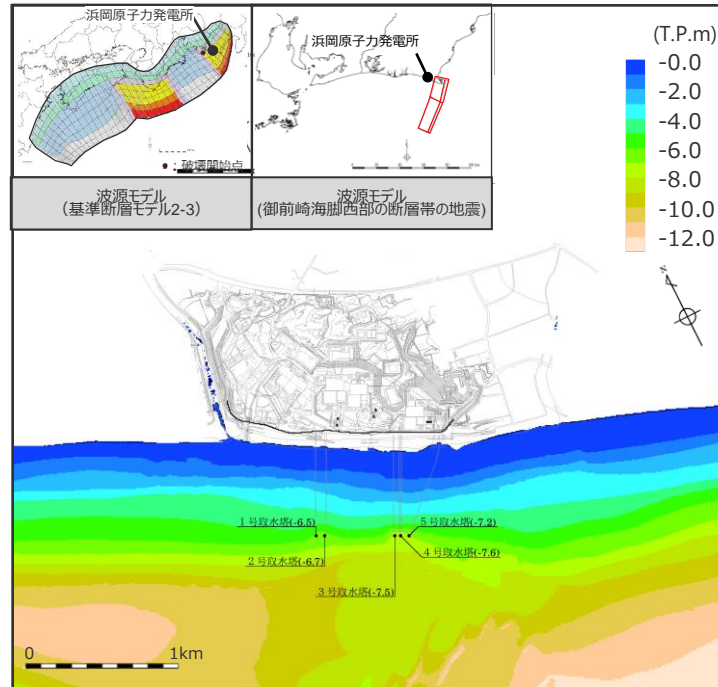 浜岡原子力発電所
：破壊開始点
波源モデル
（基準断層モデル2-3）
浜岡原子力発電所
波源モデル
(御前崎海脚西部の断層帯の地震)
(T.P.m)
-0.0
-2.0
-4.0
-6.0
-8.0
-10.0
-12.0
N
1号取水塔(-6.5)
2号取水塔(-6.7)
3号取水塔(-7.5)
4号取水塔(-7.6)
5号取水塔(-7.2)
0
1km